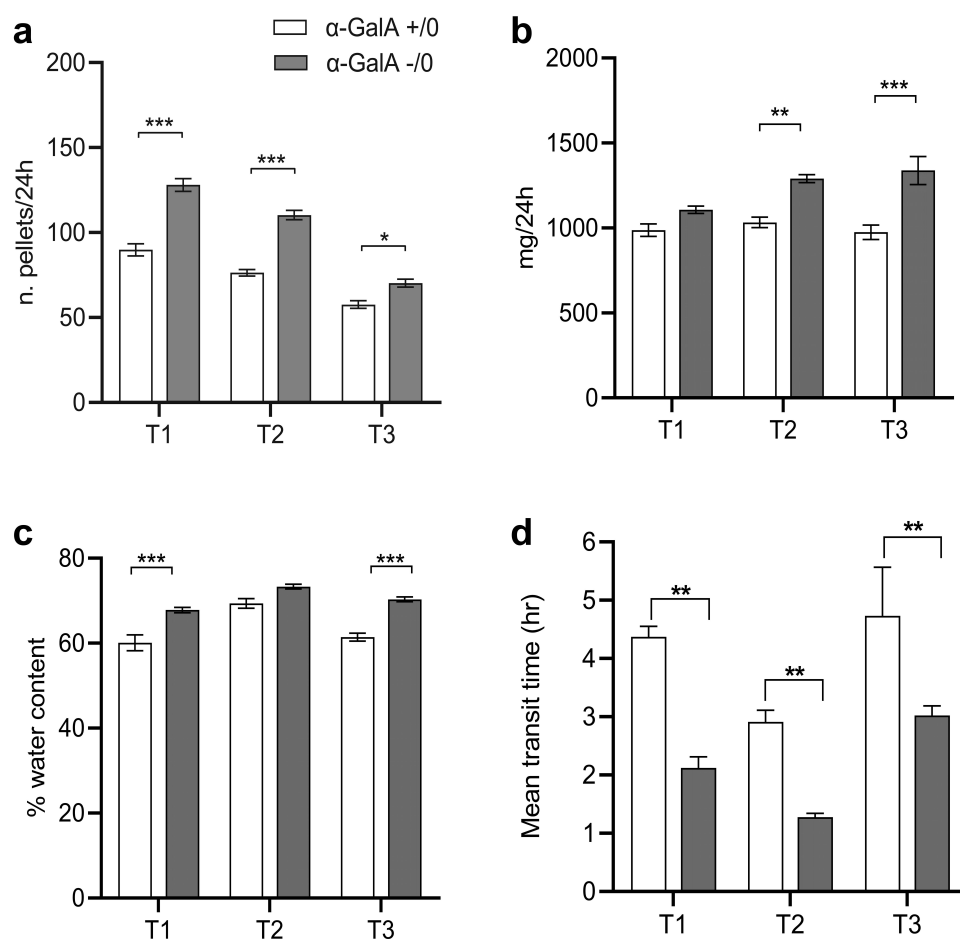 a
α-GalA +/0
α-GalA -/0
n. pellets/24h
200
150
100
50
0
***
***
*
T1 T2 T3
b
mg/24h
2000
1500
1000
500
0
**
***
T1 T2 T3
c
% water content
80
60
40
20
0
***
***
T1 T2 T3
d
Mean transit time (hr)
6
5
4
3
2
1
0
**
**
**
T1 T2 T3